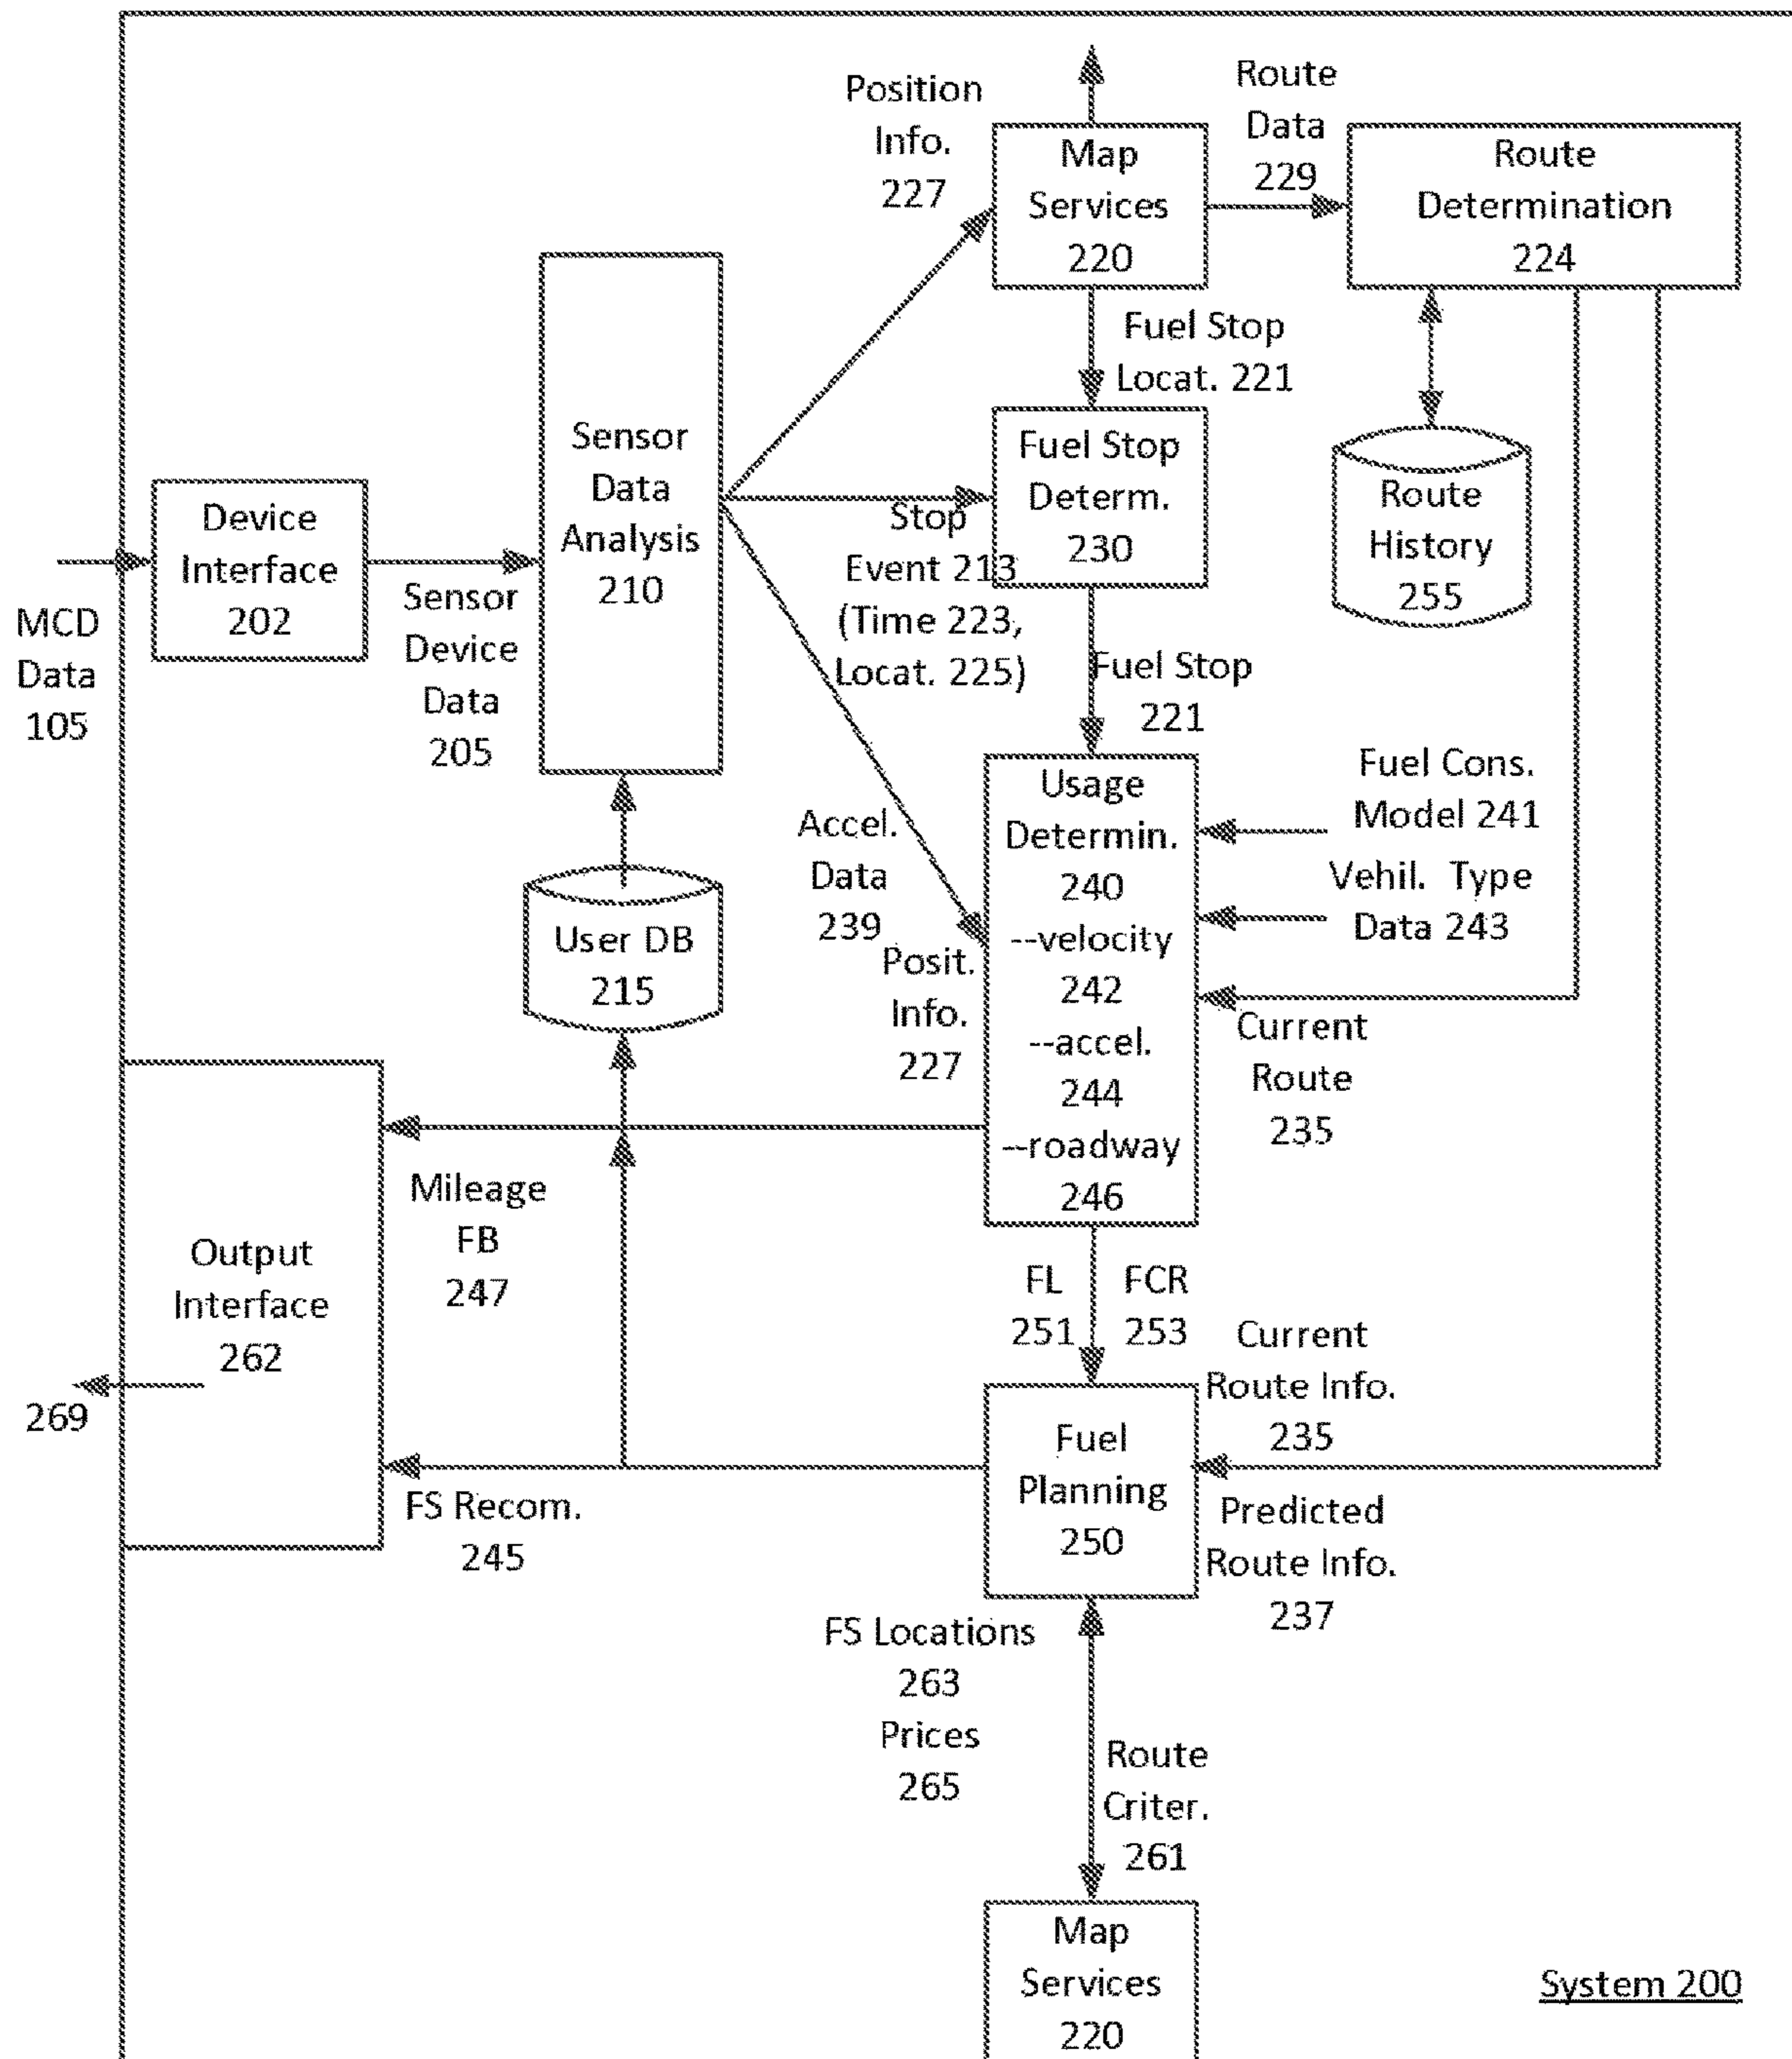 Position
Info.
227
Route
Data
229
Map
Services
220
Route
Determination
224
Fuel Stop
Locat. 221
Sensor
Data
Analysis
210
Fuel Stop
Determ.
230
Route
History
255
Device
Interface
202
MCD
Data
105
Sensor
Device
Data
205
Stop
Event 213
(Time 223,
Locat. 225)
Fuel Stop
221
Usage
Determin.
240
--velocity
242
--accel.
244
--roadway
246
Fuel Cons.
Model 241
Vehil. Type
Data 243
Accel.
Data
239
Posit.
Info.
227
User DB
215
Current
Route
235
Mileage
FB
247
Output
Interface
262
269
FL
251
FCR
253
Current
Route Info.
235
Fuel
Planning
250
FS Recom.
245
Predicted
Route Info.
237
FS Locations
263
Prices
265
Route
Criter.
261
Map
Services
220
System 200